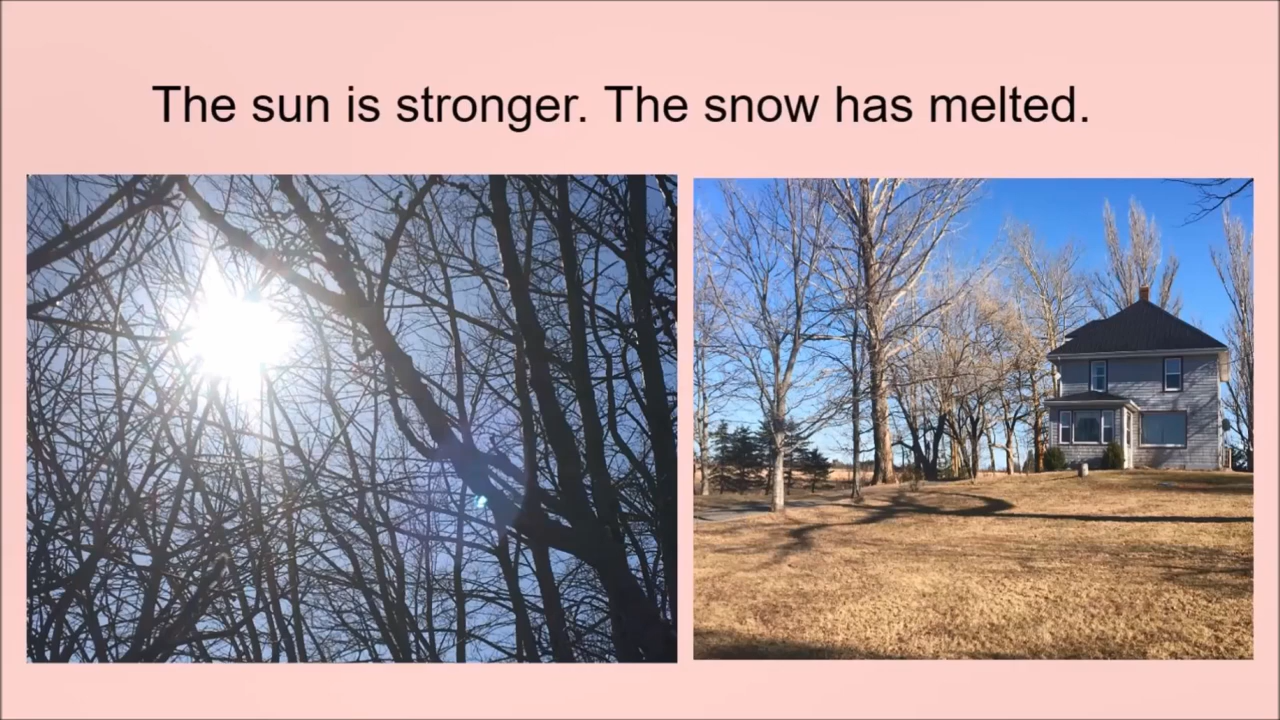 The sun is stronger. The snow has melted.